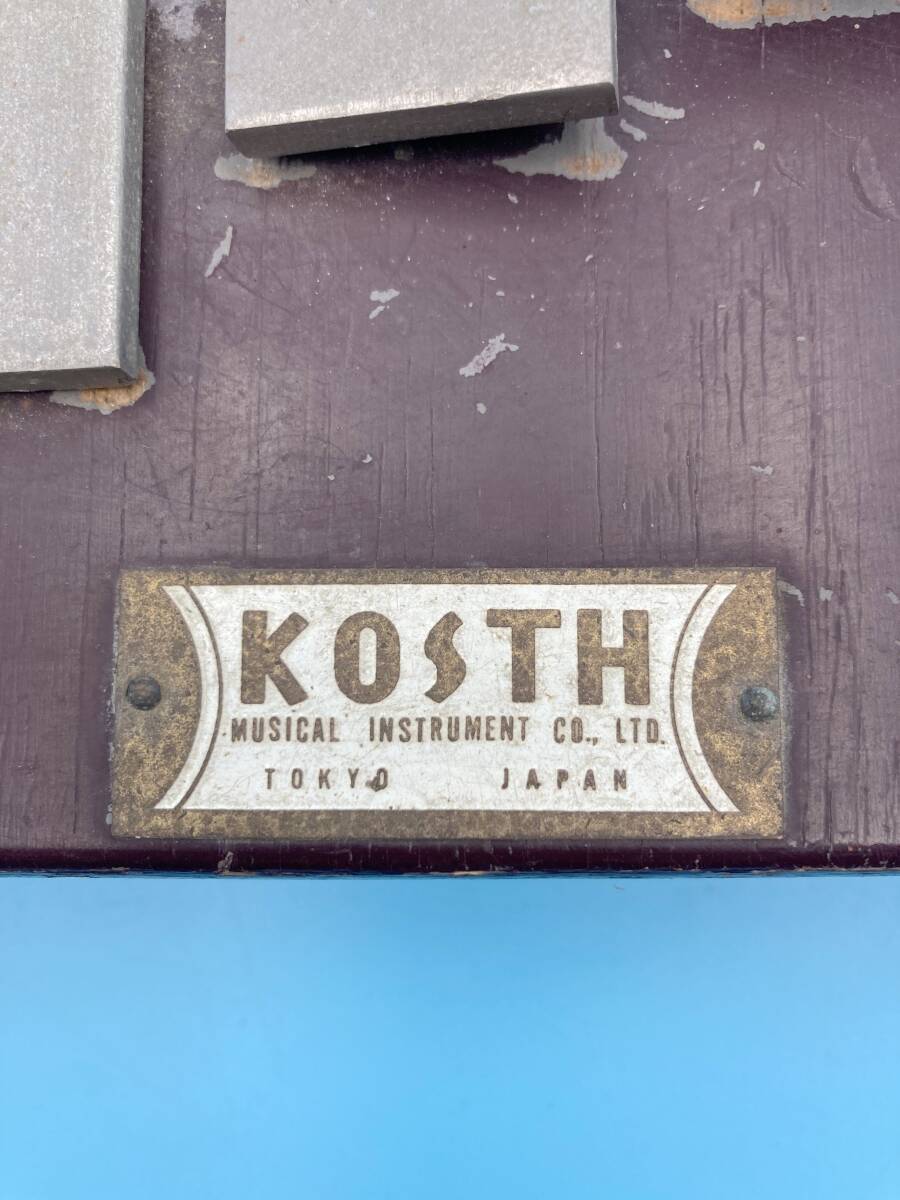 KOSTH
MUSICAL INSTRUMENT CO., LTD.
TOKYO JAPAN